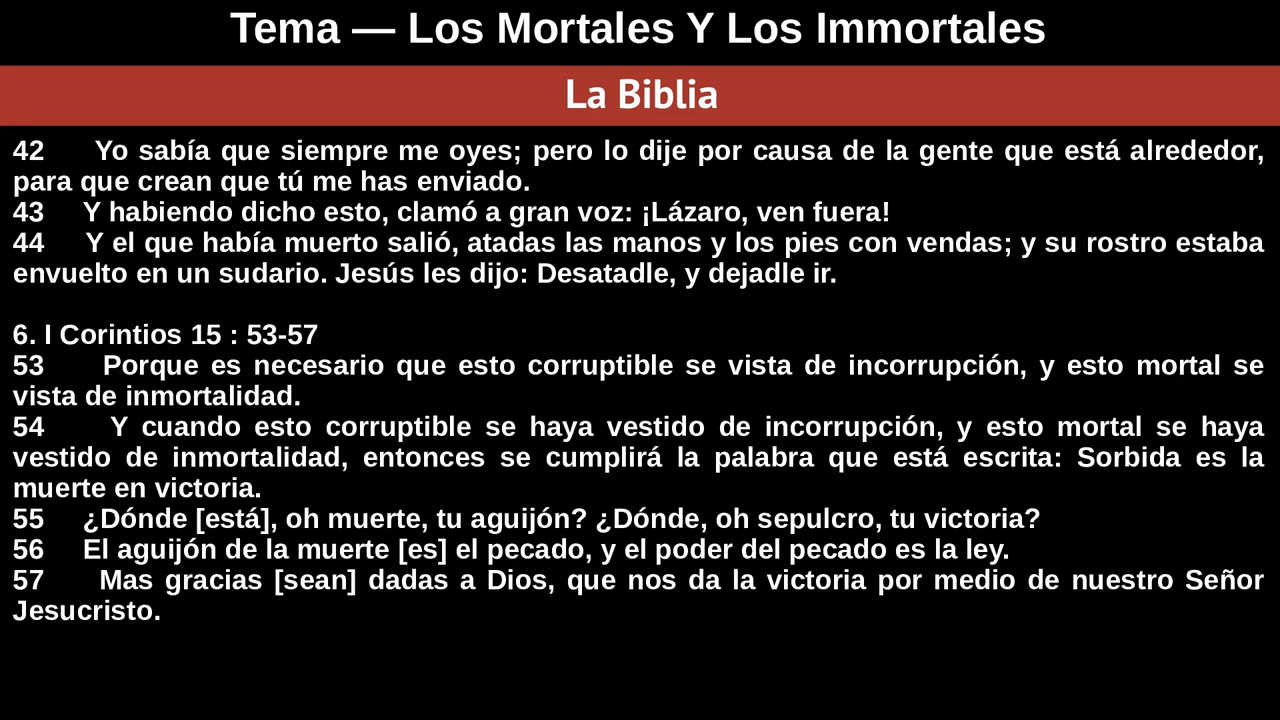 Tema — Los Mortales Y Los Immortales
La Biblia
42 Yo sabía que siempre me oyes; pero lo dije por causa de la gente que está alrededor,
para que crean que tú me has enviado.
43 Y habiendo dicho esto, clamó a gran voz: ¡Lázaro, ven fuera!
44 Y el que había muerto salió, atadas las manos y los pies con vendas; y su rostro estaba
envuelto en un sudario. Jesús les dijo: Desatadle, y dejadle ir.
6. I Corintios 15 : 53-57
53 Porque es necesario que esto corruptible se vista de incorrupción, y esto mortal se
vista de inmortalidad.
54 Y cuando esto corruptible se haya vestido de incorrupción, y esto mortal se haya
vestido de inmortalidad, entonces se cumplirá la palabra que está escrita: Sorbida es la
muerte en victoria.
55 ¿Dónde [está], oh muerte, tu aguijón? ¿Dónde, oh sepulcro, tu victoria?
56 El aguijón de la muerte [es] el pecado, y el poder del pecado es la ley.
57 Mas gracias [sean] dadas a Dios, que nos da la victoria por medio de nuestro Señor
Jesucristo.